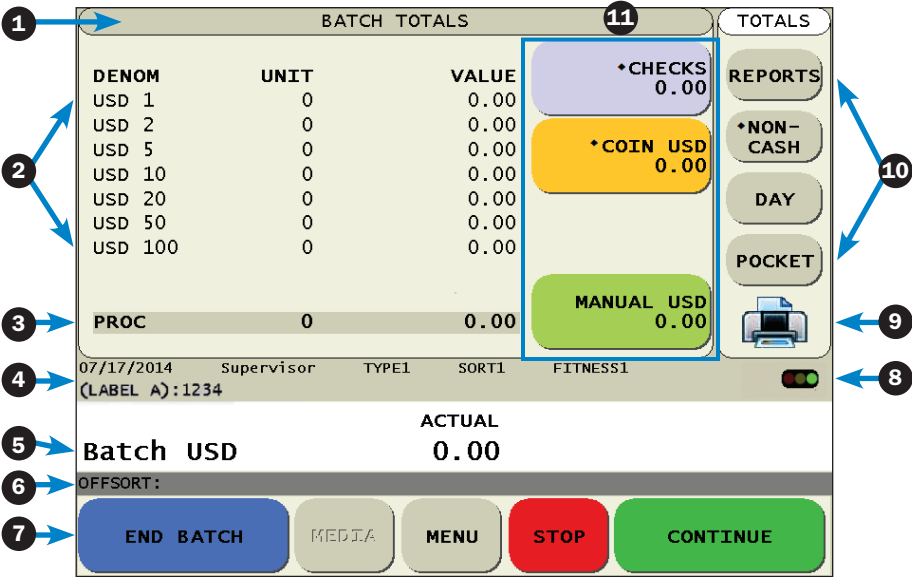 1 BATCH TOTALS 11 TOTALS
DENOM UNIT VALUE
USD 1 0 0.00
USD 2 0 0.00
USD 5 0 0.00
USD 10 0 0.00
USD 20 0 0.00
USD 50 0 0.00
USD 100 0 0.00
2
3 PROC 0 0.00
CHECKS
0.00
COIN USD
0.00
MANUAL USD
0.00
REPORTS
NON-
CASH
DAY
POCKET
10
9
4 07/17/2014 Supervisor TYPE1 SORT1 FITNESS1
(LABEL A):1234
8
ACTUAL
5 Batch USD 0.00
6 OFFSORT:
7 END BATCH MEDIA MENU STOP CONTINUE